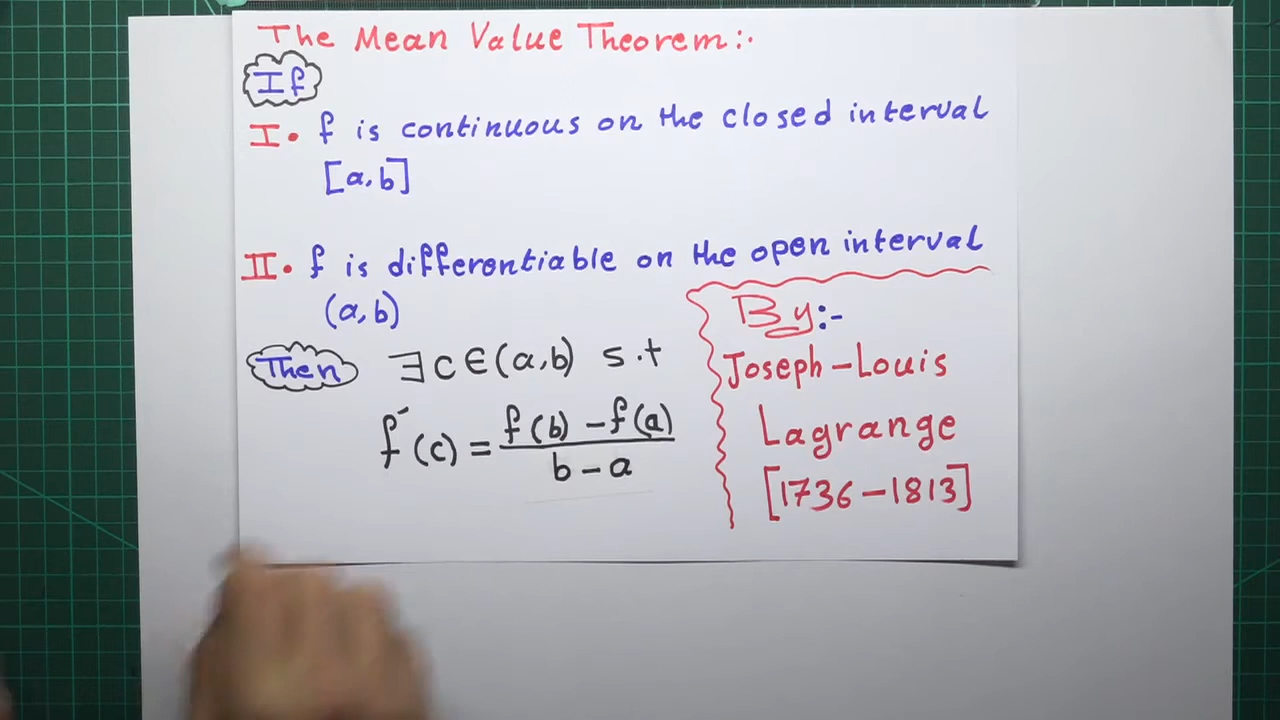 The Mean Value Theorem:.
If
I. f is continuous on the closed interval
[a,b]
II. f is differentiable on the open interval
(a,b)
Then ∃c∈(a,b) s.t
f´(c) = f(b) - f(a)
b - a
By:-
Joseph-Louis
Lagrange
[1736-1813]